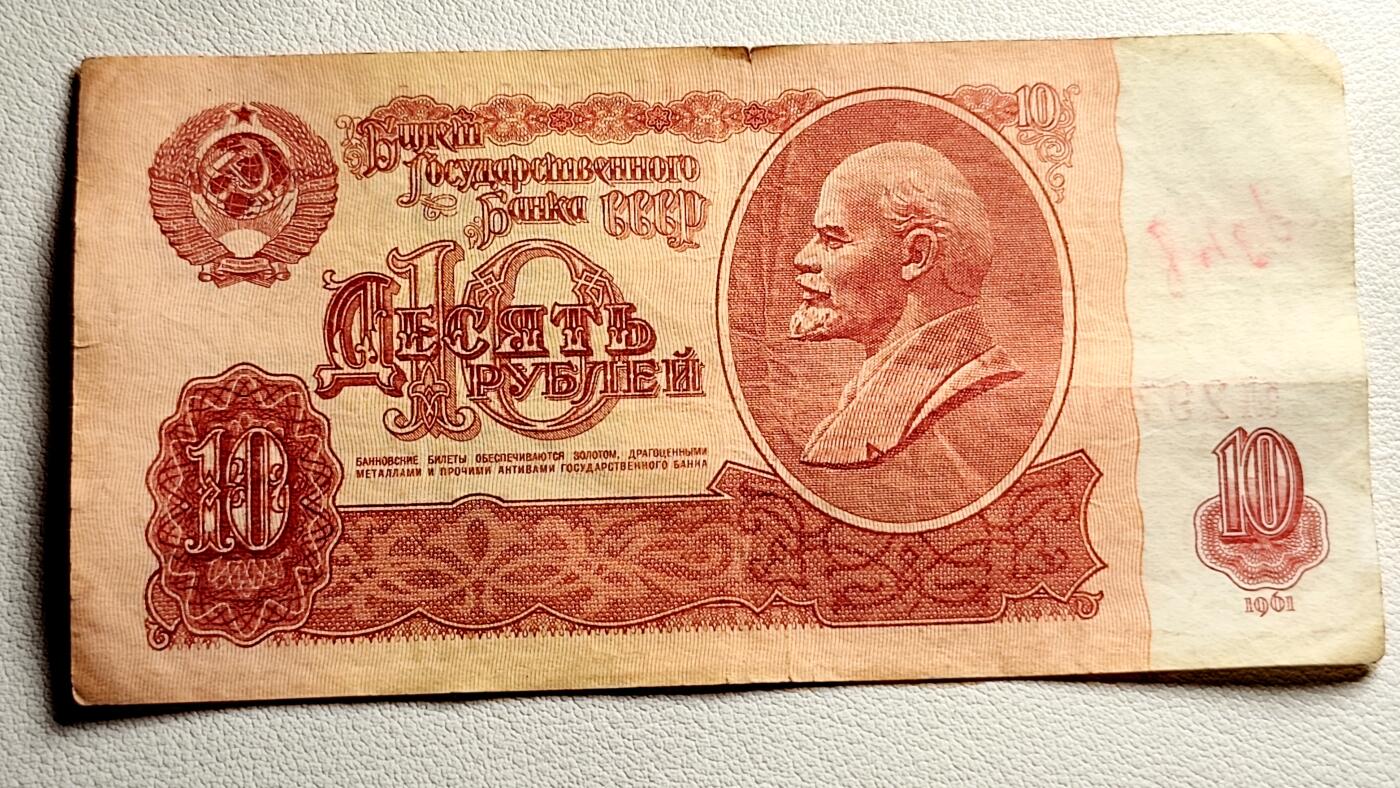 Билет
Государственного
Банка СССР
10
10
Десять
рублей
БАНКОВСКИЕ БИЛЕТЫ ОБЕСПЕЧИВАЮТСЯ ЗОЛОТОМ, ДРАГОЦЕННЫМИ
МЕТАЛЛАМИ И ПРОЧИМИ АКТИВАМИ ГОСУДАРСТВЕННОГО БАНКА
10
10
1961